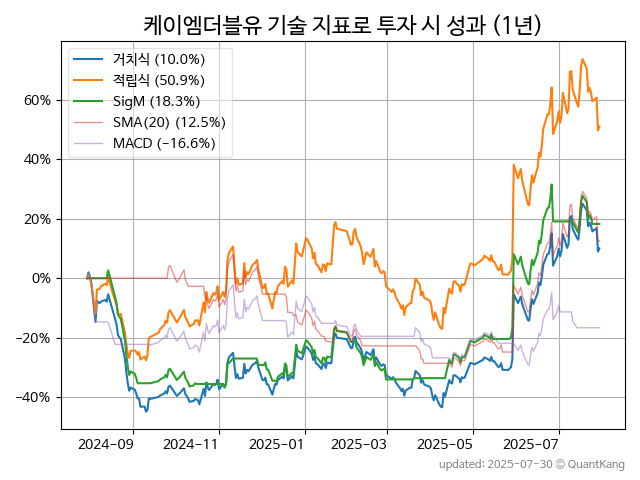 케이엠더블유 기술 지표로 투자 시 성과 (1년)
거치식 (10.0%)
적립식 (50.9%)
SigM (18.3%)
SMA(20) (12.5%)
MACD (−16.6%)
60%
40%
20%
0%
−20%
−40%
2024-09 2024-11 2025-01 2025-03 2025-05 2025-07
updated: 2025-07-30 © QuantKang